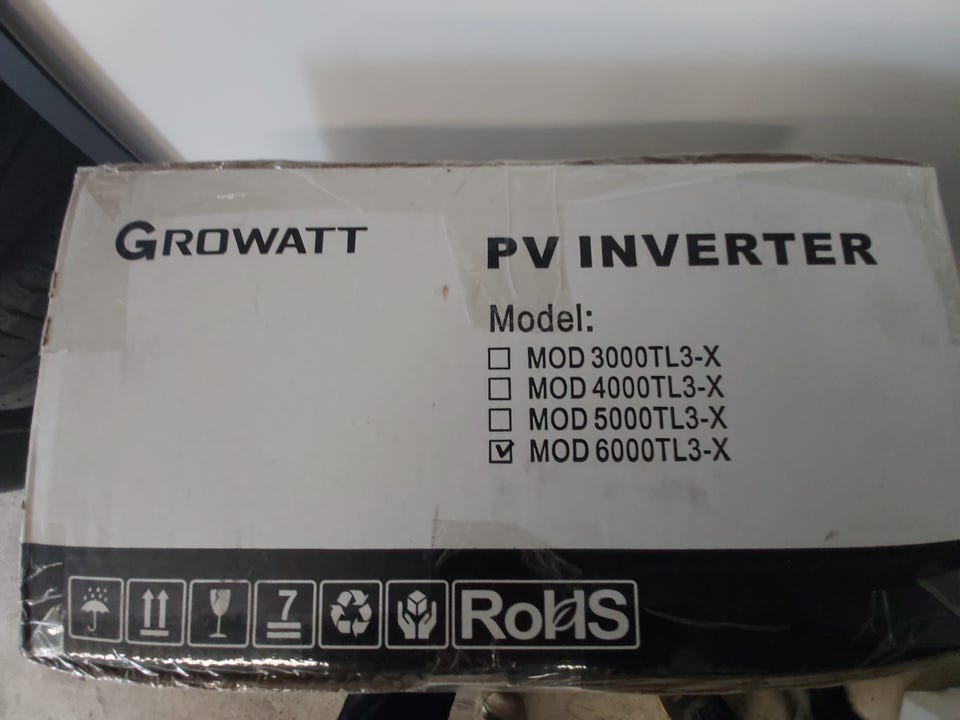 GROWATT
PV INVERTER
Model:
MOD 3000TL3-X
MOD 4000TL3-X
MOD 5000TL3-X
MOD 6000TL3-X
7
RoHS